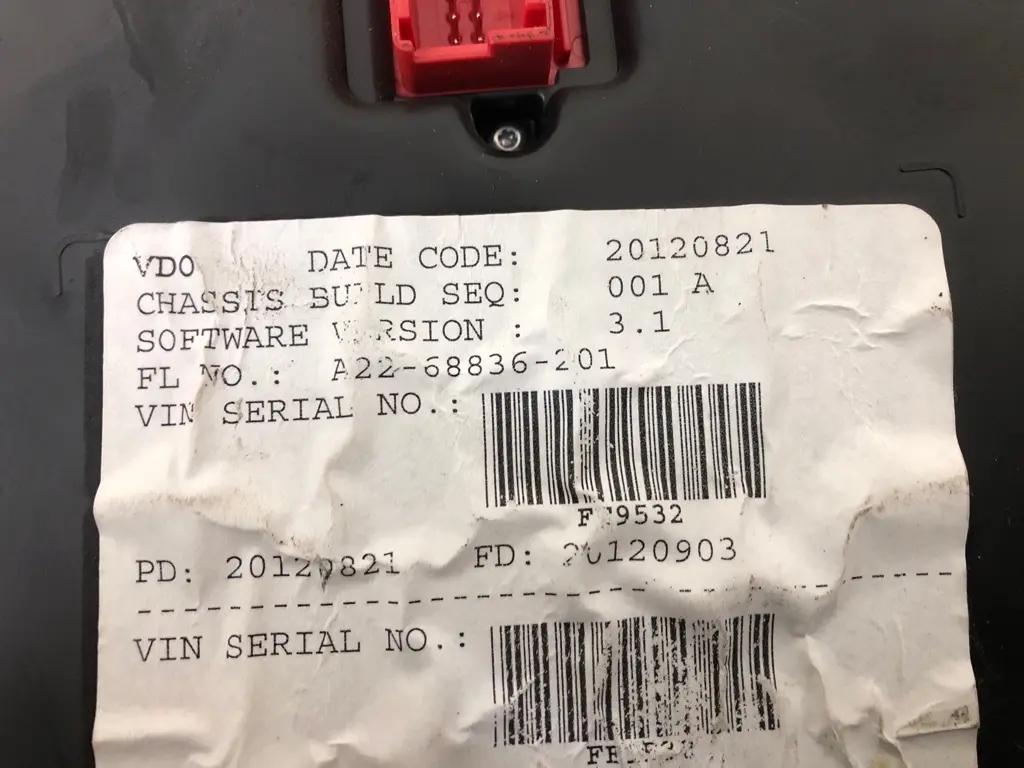 VDO DATE CODE: 20120821
CHASSIS BUILD SEQ: 001 A
SOFTWARE VERSION : 3.1
FL NO.: A22-68836-201
VIN SERIAL NO.:
PD: 20120821 FD: 20120903
VIN SERIAL NO.: